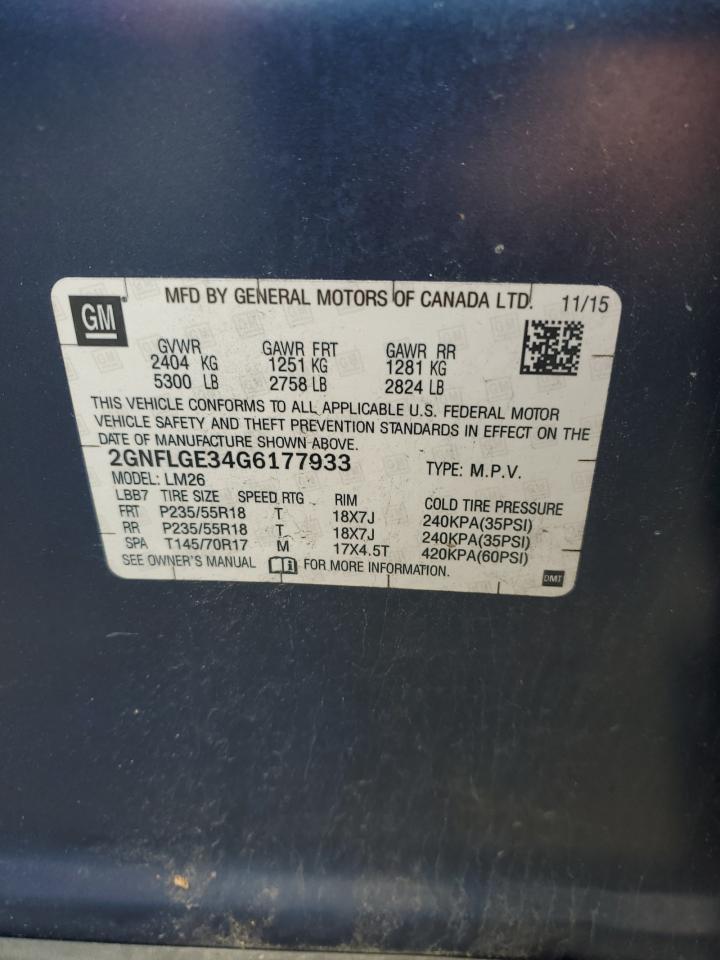 GM
MFD BY GENERAL MOTORS OF CANADA LTD. 11/15
GVWR GAWR FRT GAWR RR
2404 KG 1251 KG 1281 KG
5300 LB 2758 LB 2824 LB
THIS VEHICLE CONFORMS TO ALL APPLICABLE U.S. FEDERAL MOTOR
VEHICLE SAFETY AND THEFT PREVENTION STANDARDS IN EFFECT ON THE
DATE OF MANUFACTURE SHOWN ABOVE.
2GNFLGE34G6177933 TYPE: M.P.V.
MODEL: LM26
LBB7 TIRE SIZE SPEED RTG RIM COLD TIRE PRESSURE
FRT P235/55R18 T 18X7J 240KPA(35PSI)
RR P235/55R18 T 18X7J 240KPA(35PSI)
SPA T145/70R17 M 17X4.5T 420KPA(60PSI)
SEE OWNER'S MANUAL FOR MORE INFORMATION.
DMT